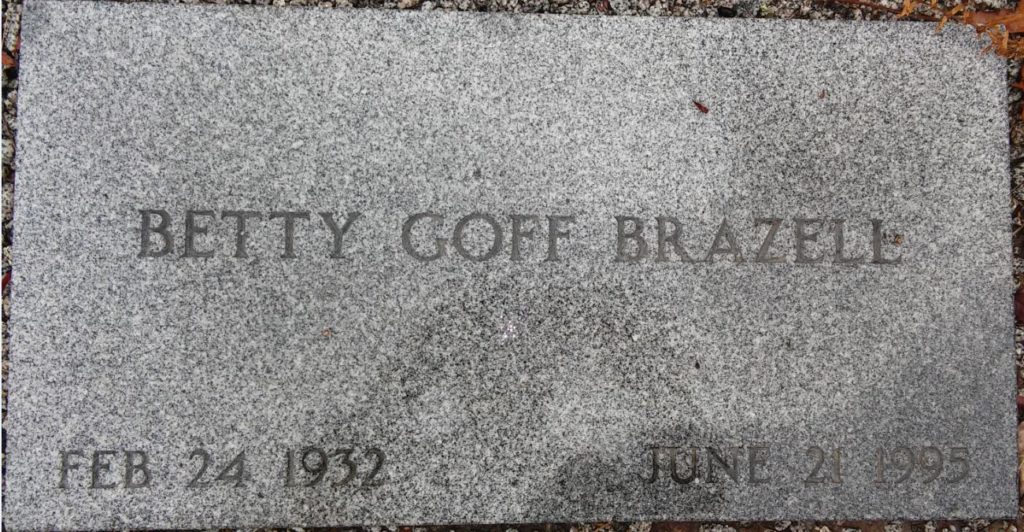 BETTY GOFF BRAZELL
FEB 24 1932 JUNE 21 1995